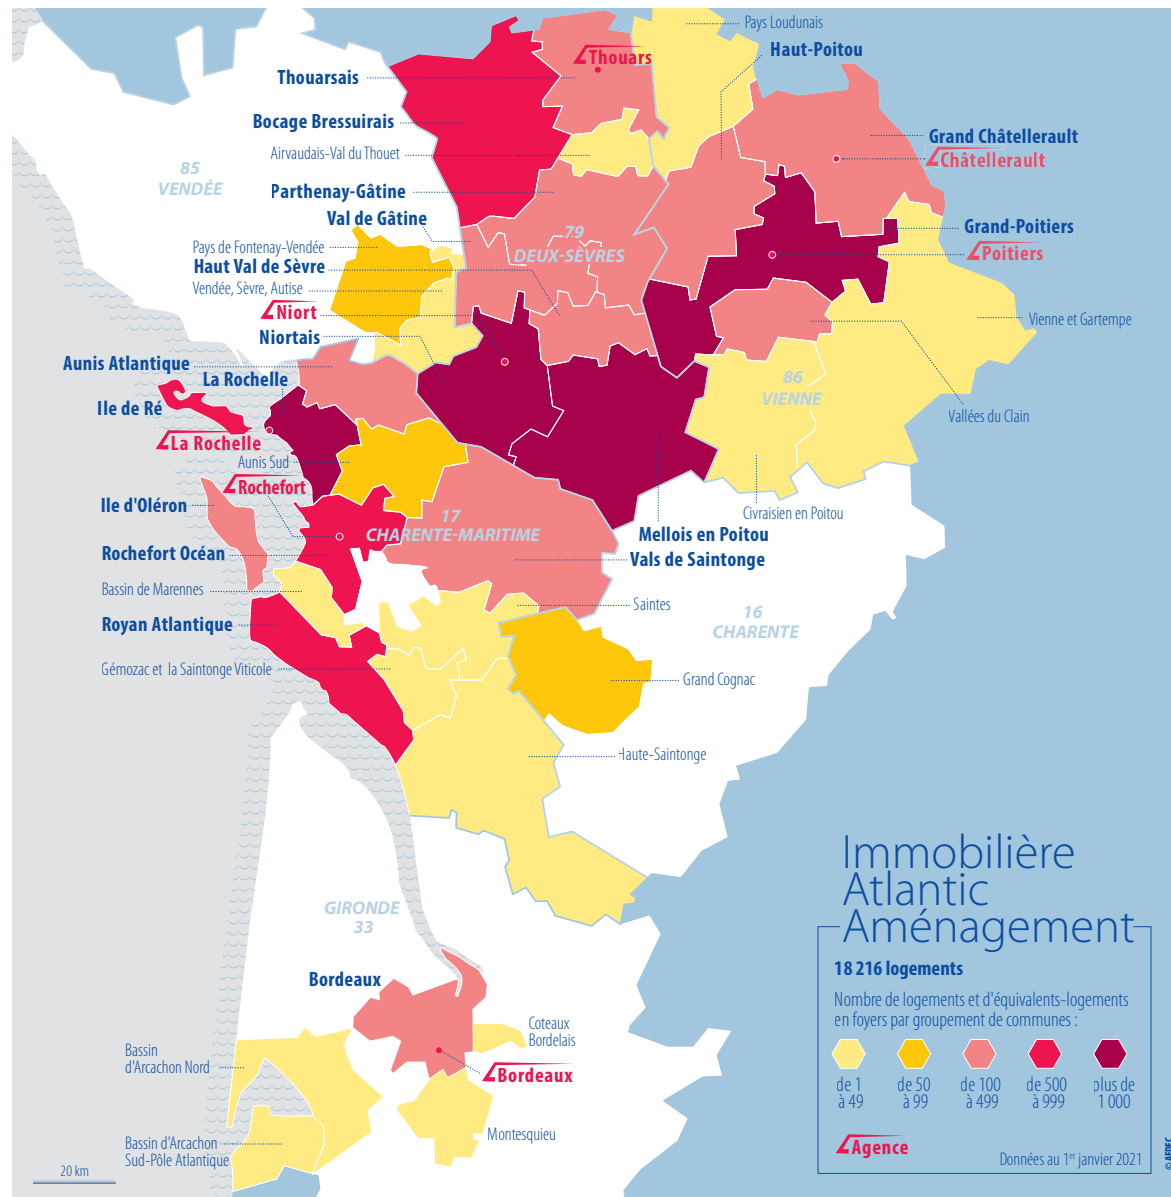 Pays Loudunais
Haut-Poitou
Thouars
Thouarsais
Bocage Bressuirais
Airvaudais-Val du Thouet
Grand Châtellerault
Châtellerault
85
VENDÉE
Parthenay-Gâtine
Val de Gâtine
79
DEUX-SÈVRES
Grand-Poitiers
Poitiers
Pays de Fontenay-Vendée
Haut Val de Sèvre
Vendée, Sèvre, Autise
Niort
Niortais
Vienne et Gartempe
Aunis Atlantique
La Rochelle
Ile de Ré
86
VIENNE
Vallées du Clain
La Rochelle
Aunis Sud
Rochefort
Ile d'Oléron
17
CHARENTE-MARITIME
Civraisien en Poitou
Mellois en Poitou
Vals de Saintonge
Rochefort Océan
Bassin de Marennes
Saintes
Royan Atlantique
16
CHARENTE
Gémozac et la Saintonge Viticole
Grand Cognac
Haute-Saintonge
GIRONDE
33
Bordeaux
Coteaux
Bordelais
Bassin
d'Arcachon Nord
Bordeaux
Montesquieu
Bassin d'Arcachon
Sud-Pôle Atlantique
20 km
Immobilière
Atlantic
Aménagement
18 216 logements
Nombre de logements et d'équivalents-logements
en foyers par groupement de communes :
de 1
à 49
de 50
à 99
de 100
à 499
de 500
à 999
plus de
1 000
Agence
Données au 1er janvier 2021
© AFDEC